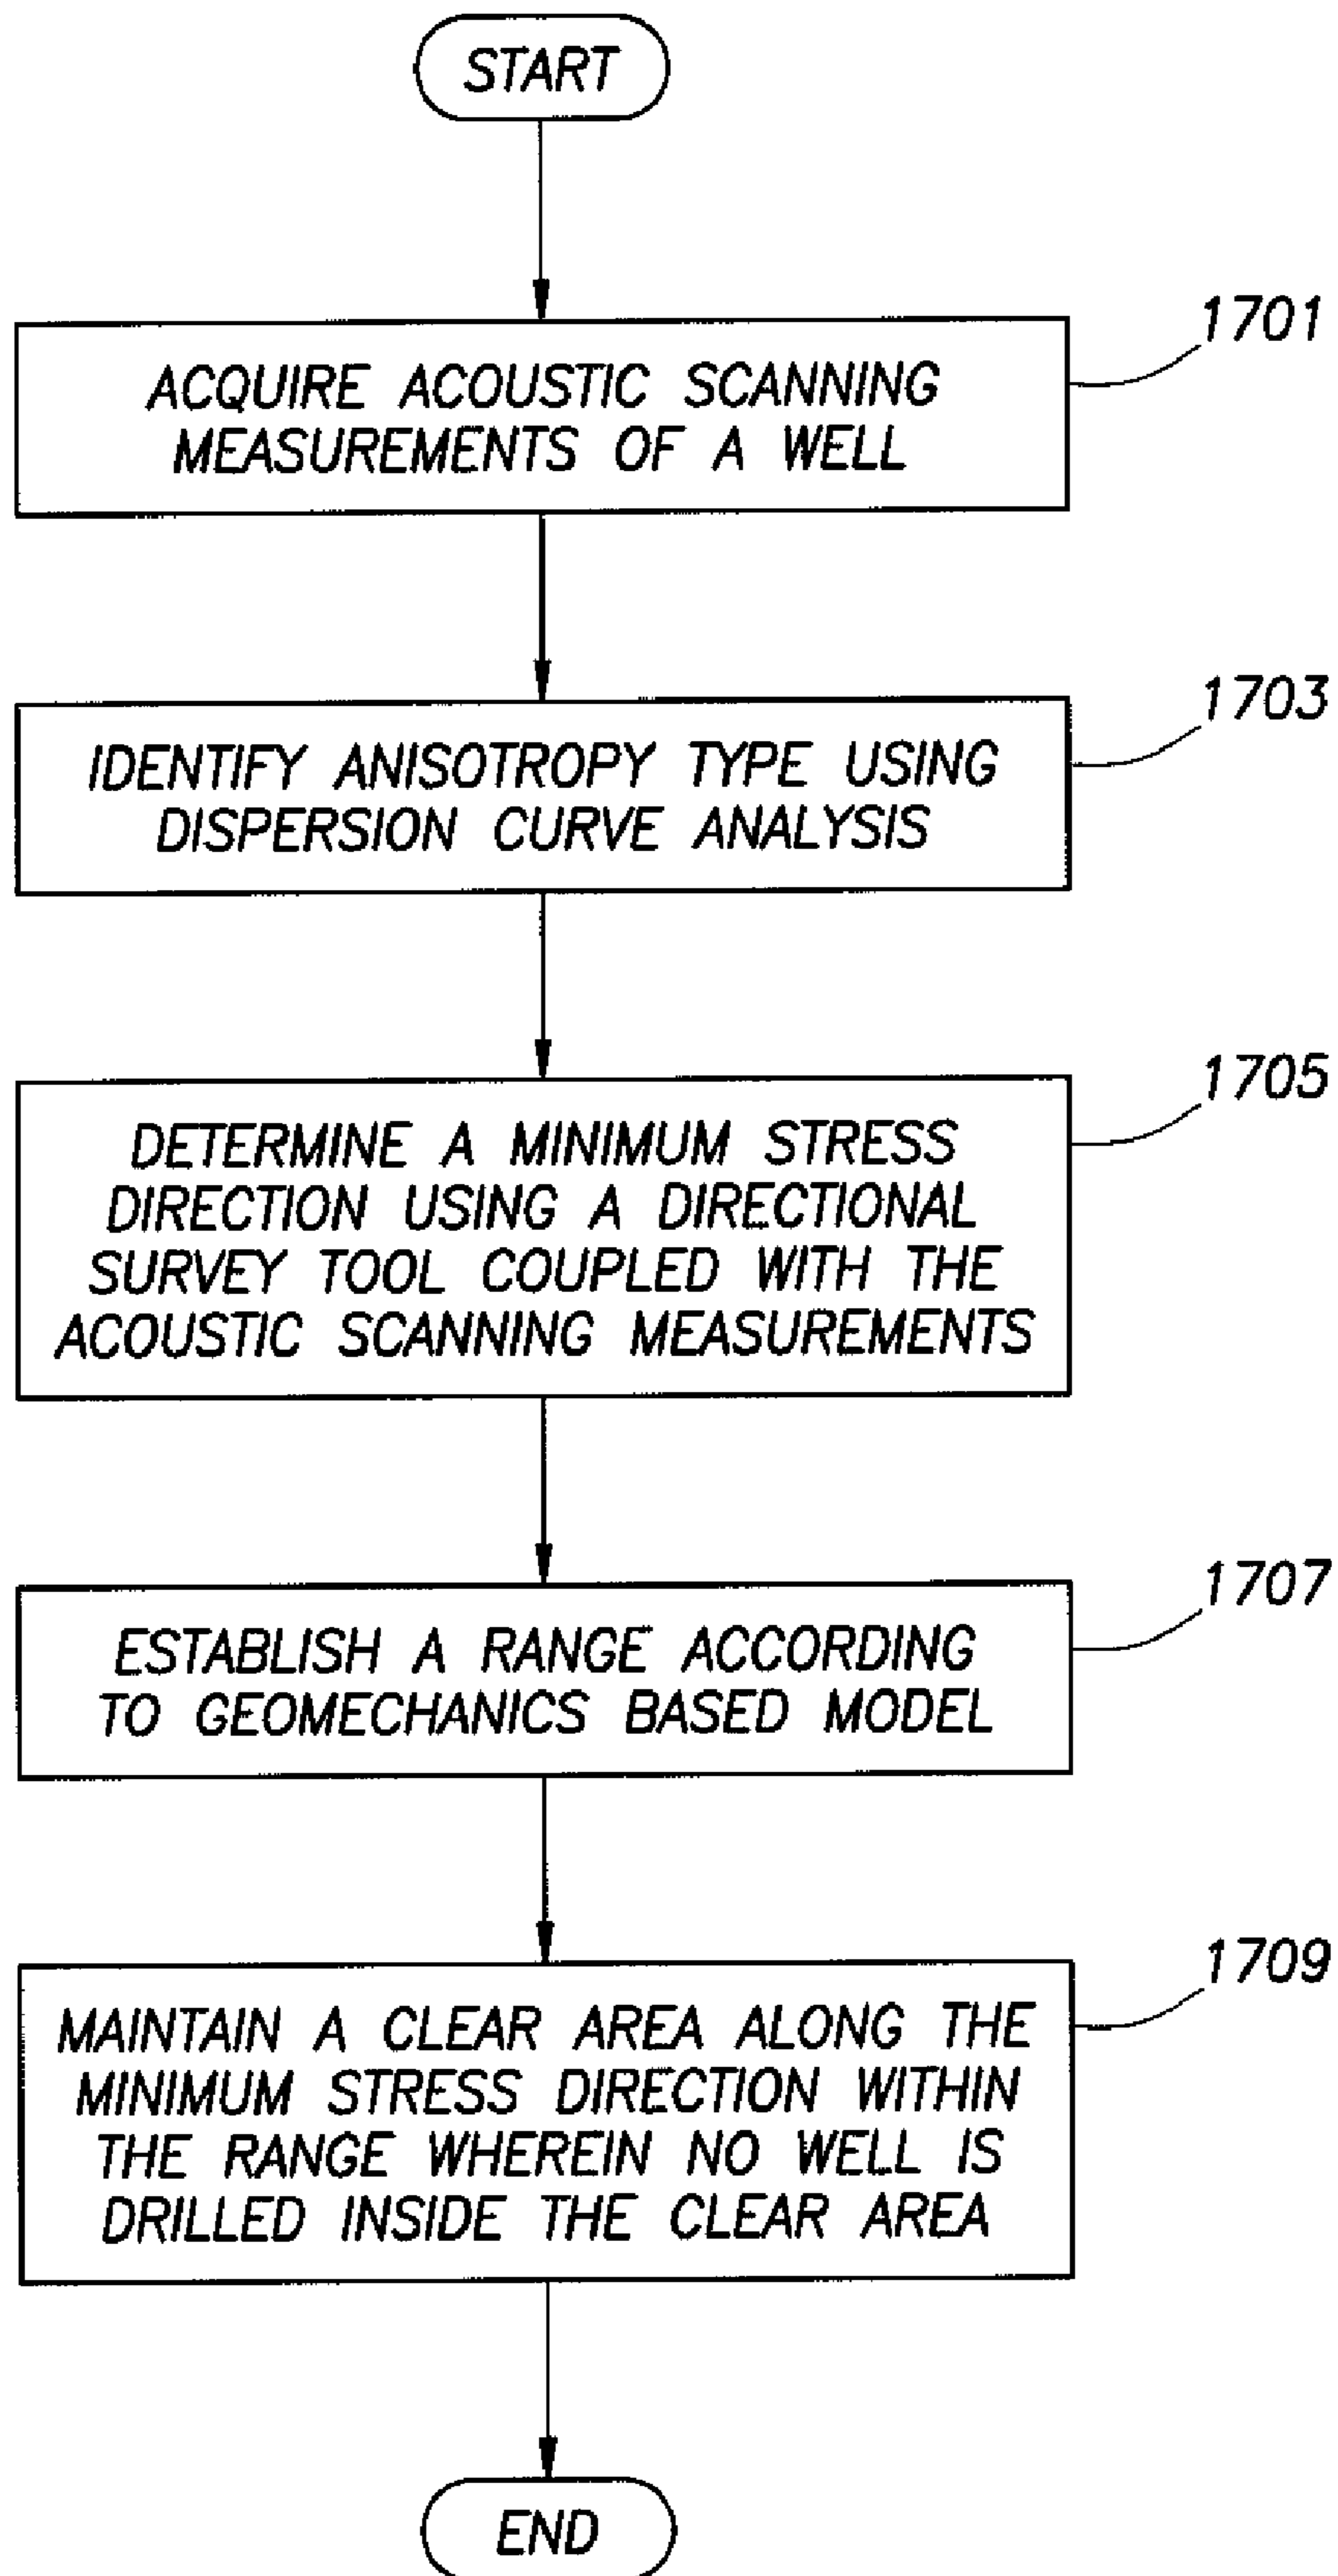 START
ACQUIRE ACOUSTIC SCANNING
MEASUREMENTS OF A WELL
1701
IDENTIFY ANISOTROPY TYPE USING
DISPERSION CURVE ANALYSIS
1703
DETERMINE A MINIMUM STRESS
DIRECTION USING A DIRECTIONAL
SURVEY TOOL COUPLED WITH THE
ACOUSTIC SCANNING MEASUREMENTS
1705
ESTABLISH A RANGE ACCORDING
TO GEOMECHANICS BASED MODEL
1707
MAINTAIN A CLEAR AREA ALONG THE
MINIMUM STRESS DIRECTION WITHIN
THE RANGE WHEREIN NO WELL IS
DRILLED INSIDE THE CLEAR AREA
1709
END